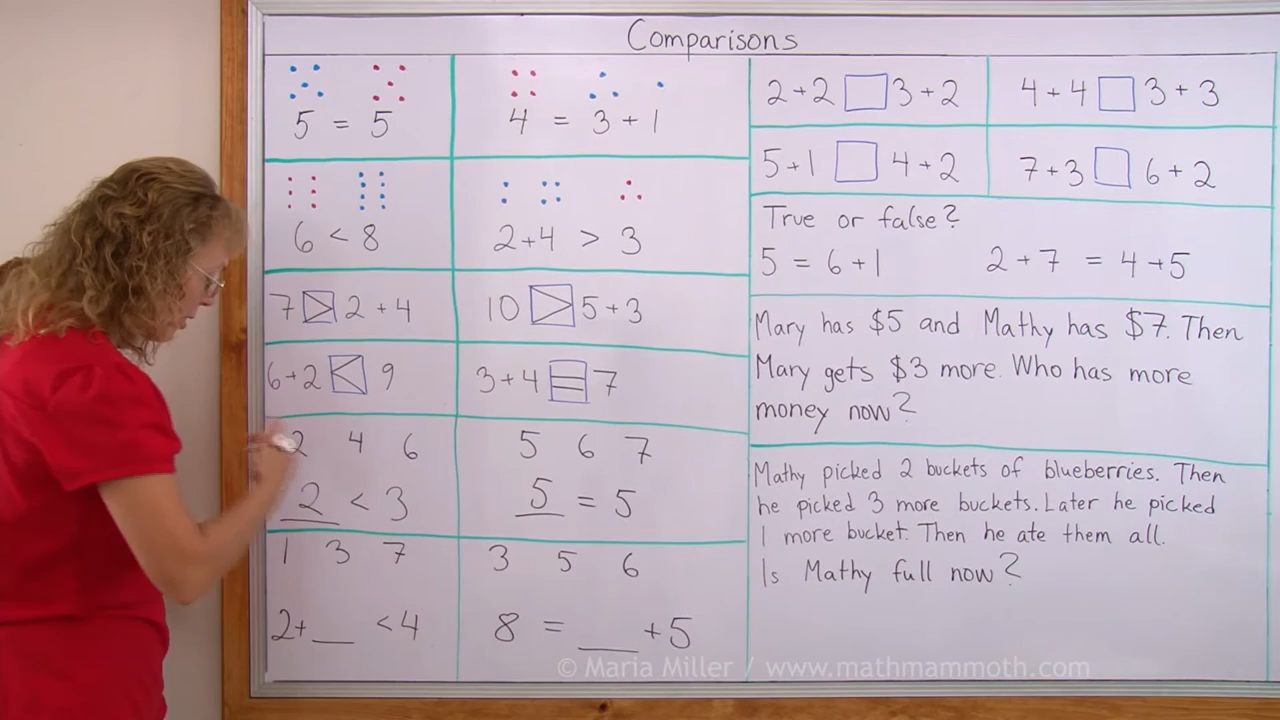 Comparisons
5 = 5
4 = 3 + 1
6 < 8
2+4 > 3
7 > 2 + 4
10 > 5 + 3
6+2 < 9
3+4 = 7
2 4 6
2 < 3
5 6 7
5 = 5
1 3 7
2+__ <4
3 5 6
8 = __ +5
2+2 □ 3+2
4+4 □ 3+3
5+1 □ 4+2
7+3 □ 6+2
True or false?
5 = 6+1
2+7 = 4+5
Mary has $5 and Mathy has $7. Then
Mary gets $3 more. Who has more
money now?
Mathy picked 2 buckets of blueberries. Then
he picked 3 more buckets. Later he picked
1 more bucket. Then he ate them all.
Is Mathy full now?
© Maria Miller / www.mathmammoth.com